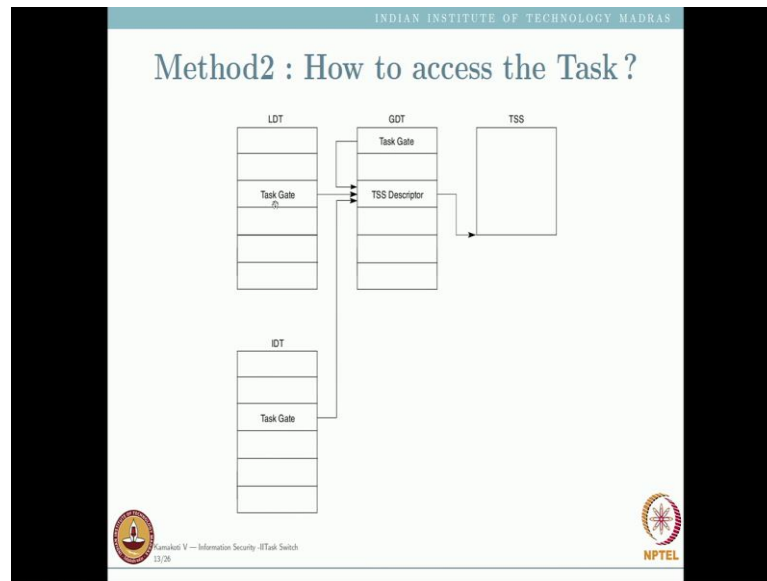 INDIAN INSTITUTE OF TECHNOLOGY MADRAS
Method2 : How to access the Task ?
LDT
GDT
TSS
Task Gate
Task Gate
TSS Descriptor
IDT
Task Gate
Kamakoti V — Information Security -IITask Switch
13/26
NPTEL